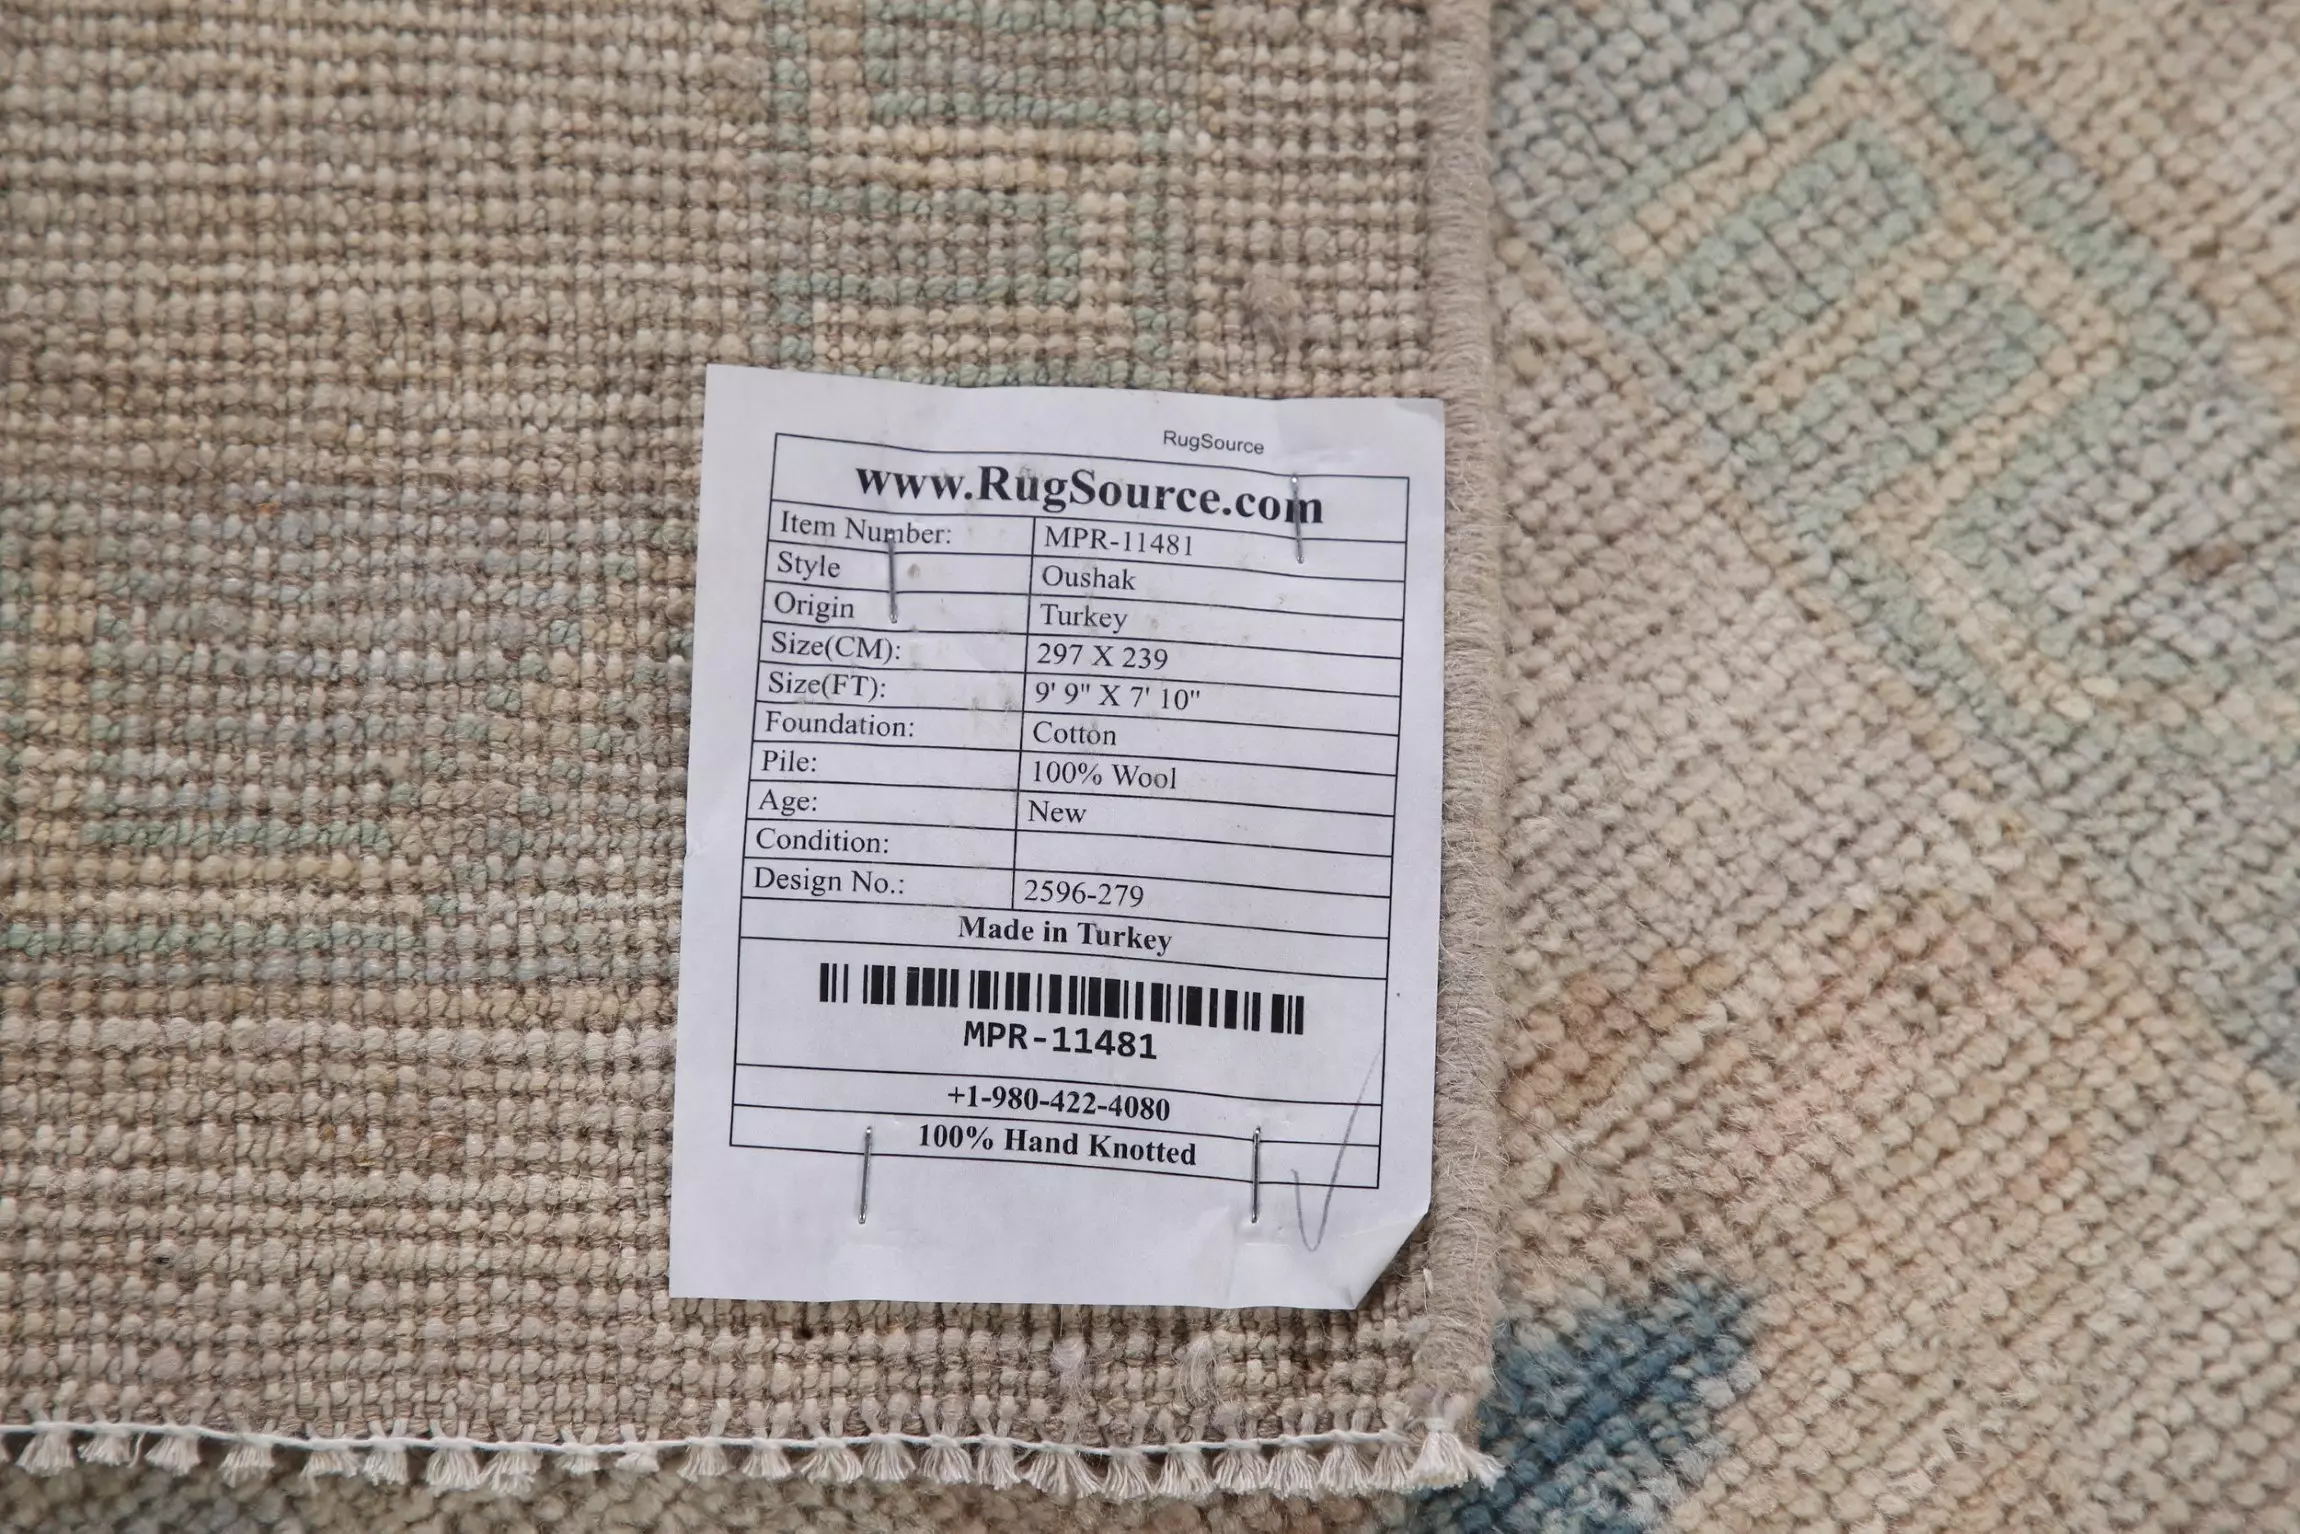 RugSource
www.RugSource.com
Item Number: MPR-11481
Style Oushak
Origin Turkey
Size(CM): 297 X 239
Size(FT): 9' 9" X 7' 10"
Foundation: Cotton
Pile: 100% Wool
Age: New
Condition:
Design No.: 2596-279
Made in Turkey
MPR-11481
+1-980-422-4080
100% Hand Knotted